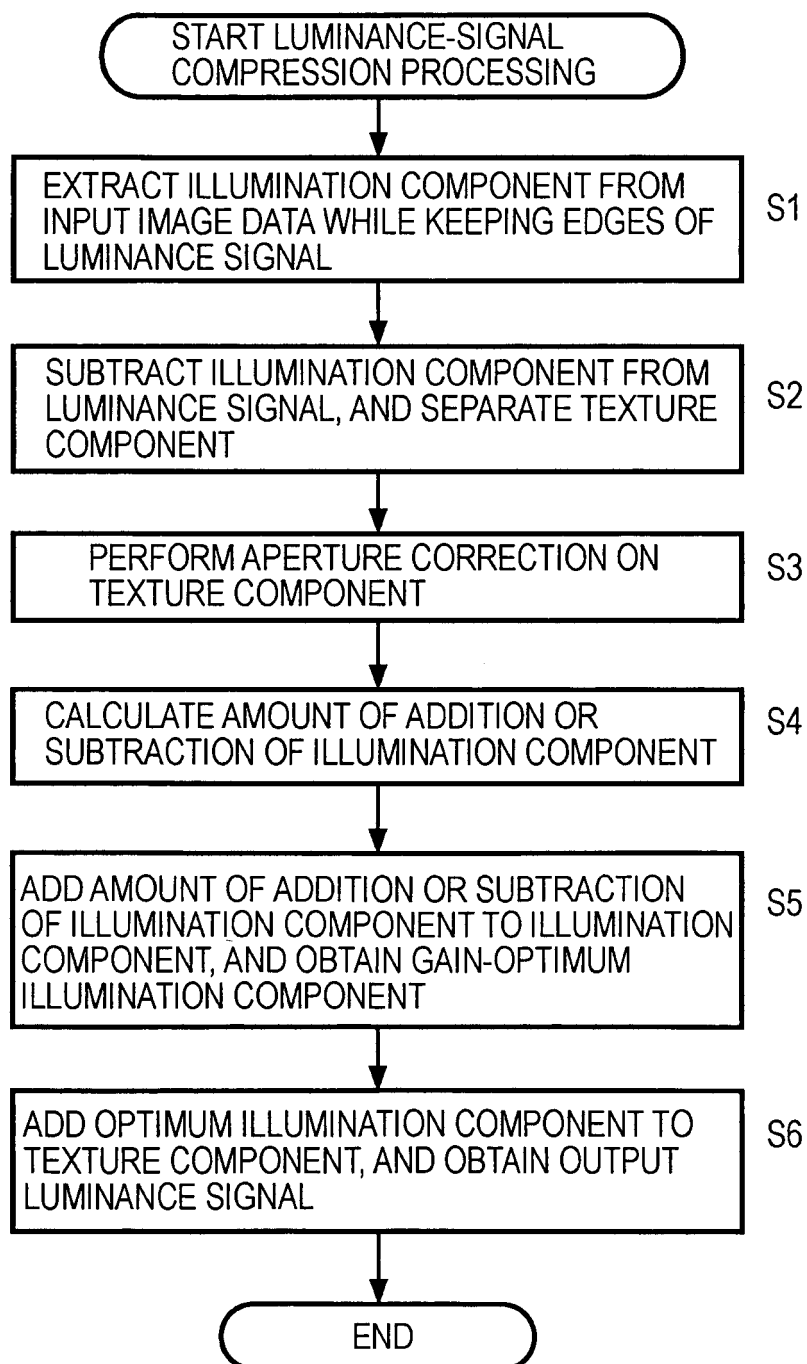 START LUMINANCE-SIGNAL
COMPRESSION PROCESSING
EXTRACT ILLUMINATION COMPONENT FROM
INPUT IMAGE DATA WHILE KEEPING EDGES OF
LUMINANCE SIGNAL
S1
SUBTRACT ILLUMINATION COMPONENT FROM
LUMINANCE SIGNAL, AND SEPARATE TEXTURE
COMPONENT
S2
PERFORM APERTURE CORRECTION ON
TEXTURE COMPONENT
S3
CALCULATE AMOUNT OF ADDITION OR
SUBTRACTION OF ILLUMINATION COMPONENT
S4
ADD AMOUNT OF ADDITION OR SUBTRACTION
OF ILLUMINATION COMPONENT TO ILLUMINATION
COMPONENT, AND OBTAIN GAIN-OPTIMUM
ILLUMINATION COMPONENT
S5
ADD OPTIMUM ILLUMINATION COMPONENT TO
TEXTURE COMPONENT, AND OBTAIN OUTPUT
LUMINANCE SIGNAL
S6
END